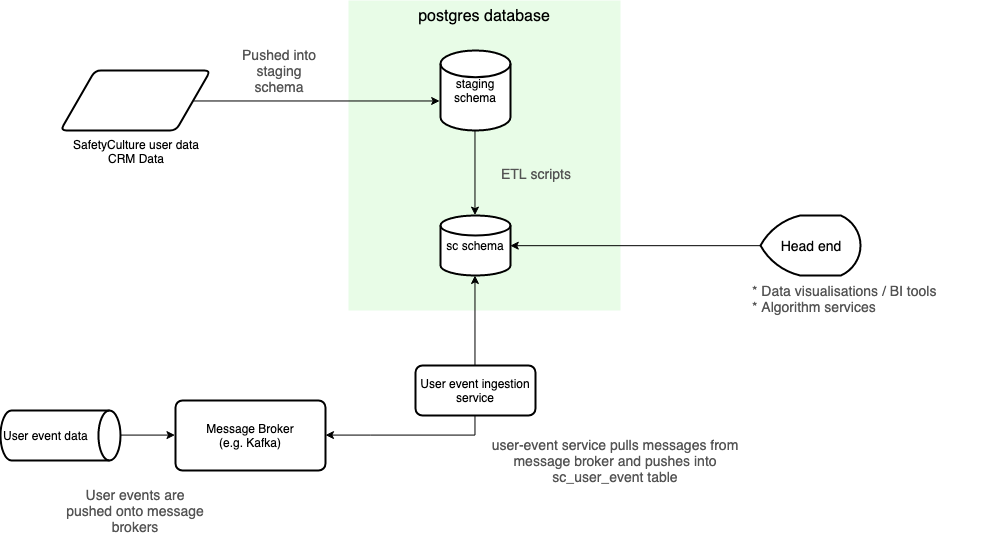 postgres database
Pushed into
staging
schema
staging
schema
SafetyCulture user data
CRM Data
ETL scripts
sc schema
Head end
* Data visualisations / BI tools
* Algorithm services
User event ingestion
service
User event data
Message Broker
(e.g. Kafka)
user-event service pulls messages from
message broker and pushes into
sc_user_event table
User events are
pushed onto message
brokers